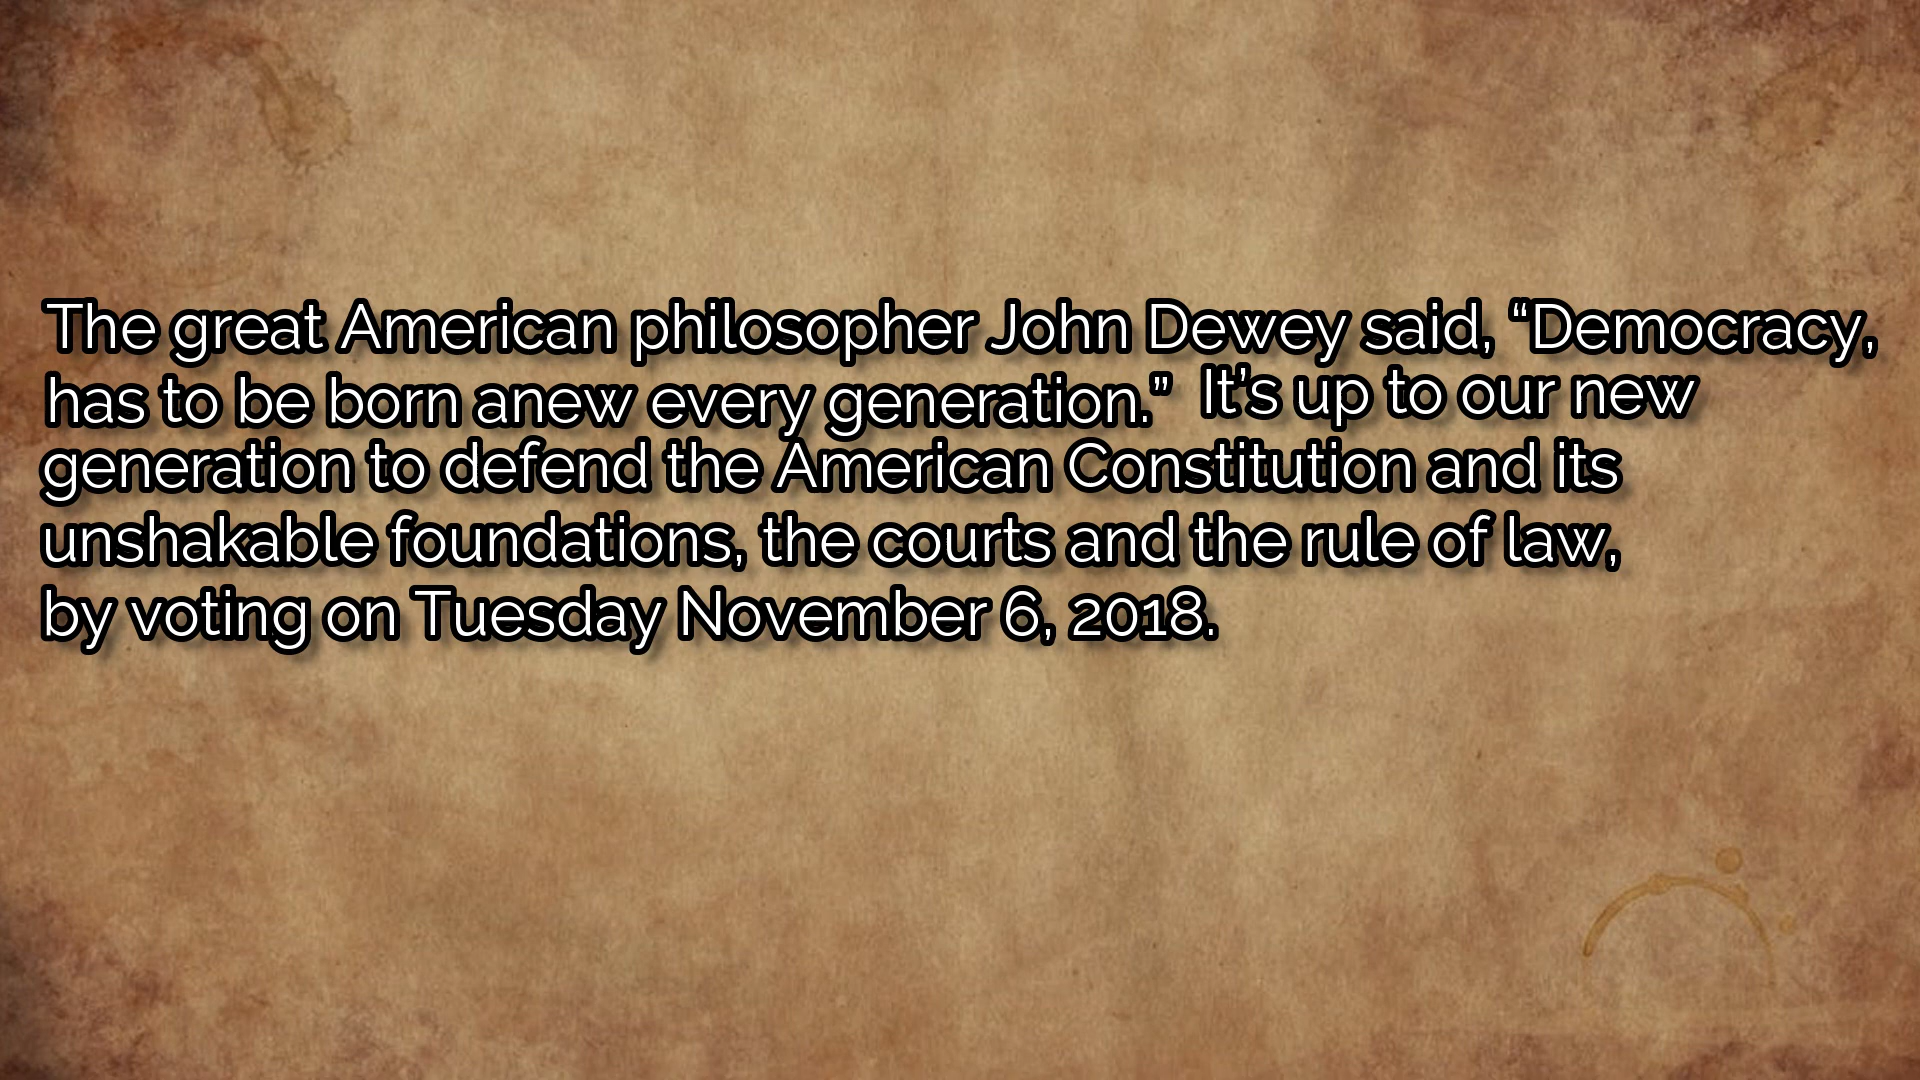 The great American philosopher John Dewey said, “Democracy,
has to be born anew every generation.” It’s up to our new
generation to defend the American Constitution and its
unshakable foundations, the courts and the rule of law,
by voting on Tuesday November 6, 2018.